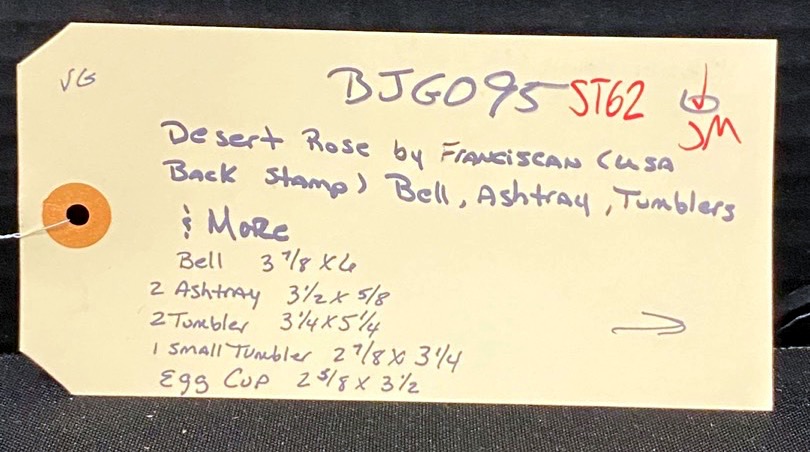 VG
BJG095 ST62
JM
Desert Rose by Franciscan (USA
Back Stamp) Bell, Ashtray, Tumblers
& More
Bell 3 7/8 X 6
2 Ashtray 3 1/2 X 5/8
2 Tumbler 3 1/4 X 5 1/4
1 Small Tumbler 2 7/8 X 3 1/4
Egg Cup 2 5/8 X 3 1/2